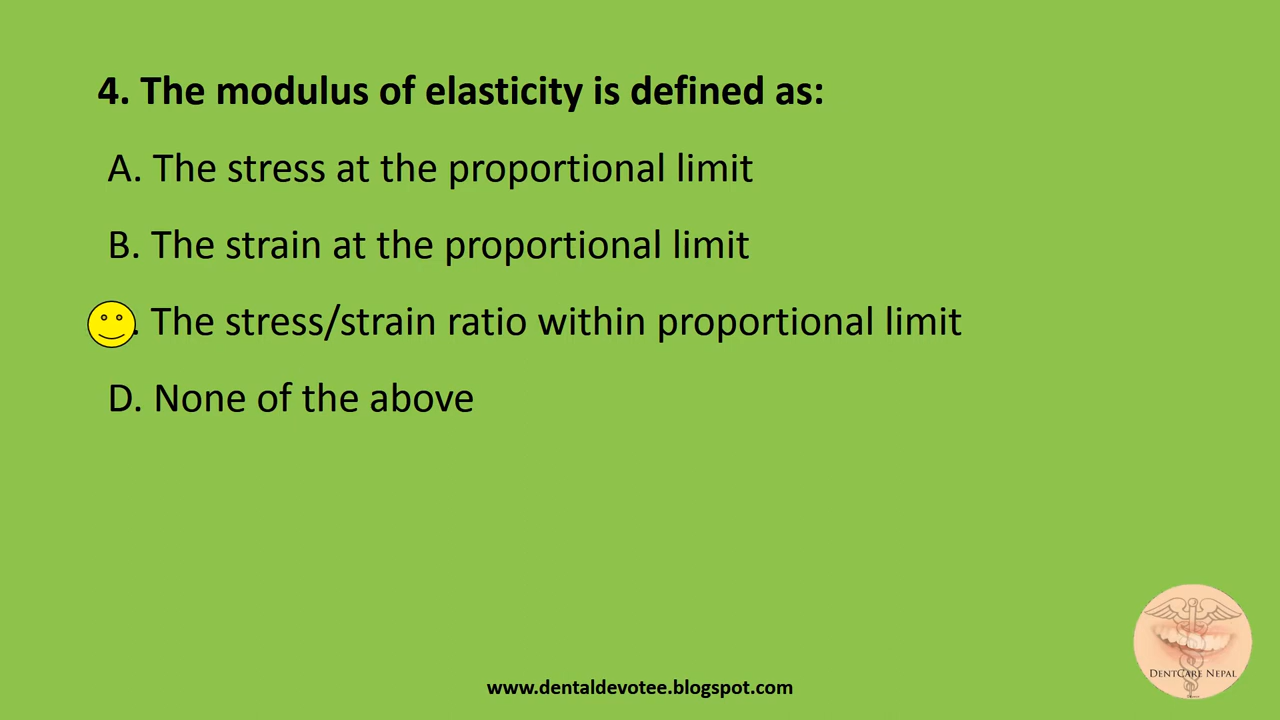 4. The modulus of elasticity is defined as:
A. The stress at the proportional limit
B. The strain at the proportional limit
. The stress/strain ratio within proportional limit
D. None of the above
DENTCARE NEPAL
www.dentaldevotee.blogspot.com